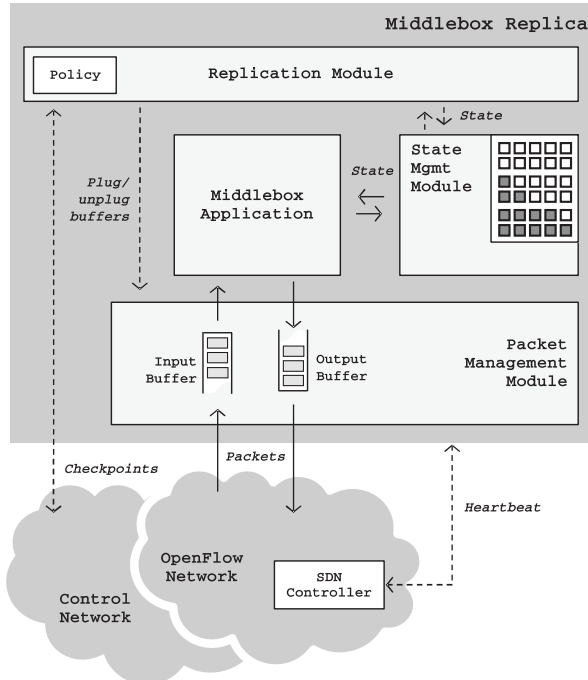 Middlebox Replica
Policy
Replication Module
State
Plug/
unplug
buffers
Middlebox
Application
State
State
Mgmt
Module
Input
Buffer
Output
Buffer
Packet
Management
Module
Checkpoints
Packets
Heartbeat
OpenFlow
Network
SDN
Controller
Control
Network